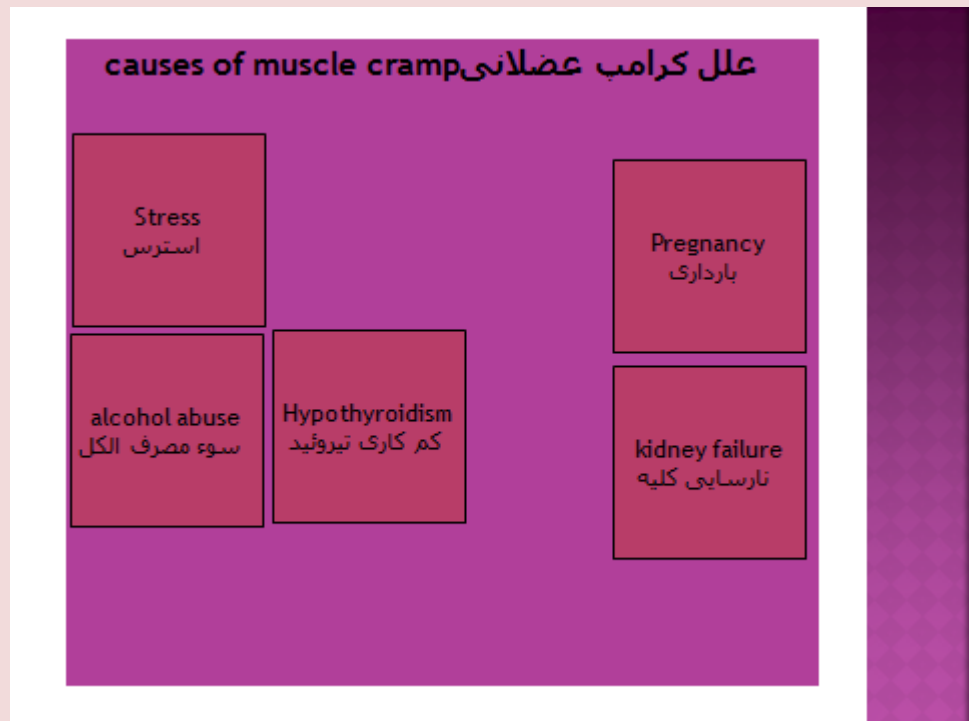 causes of muscle crampعلل کرامپ عضلانی
Stress
استرس
Pregnancy
بارداری
alcohol abuse
سوء مصرف الکل
Hypothyroidism
کم کاری تیروئید
kidney failure
نارسایی کلیه